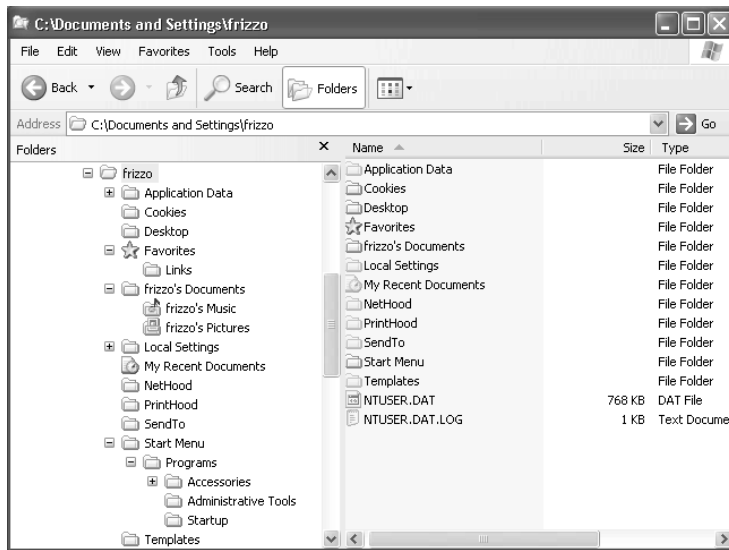 C:\Documents and Settings\frizzo
File Edit View Favorites Tools Help
Back Search Folders
Address C:\Documents and Settings\frizzo Go
Folders
frizzo
Application Data
Cookies
Desktop
Favorites
Links
frizzo's Documents
frizzo's Music
frizzo's Pictures
Local Settings
My Recent Documents
NetHood
PrintHood
SendTo
Start Menu
Programs
Accessories
Administrative Tools
Startup
Templates
Name Size Type
Application Data File Folder
Cookies File Folder
Desktop File Folder
Favorites File Folder
frizzo's Documents File Folder
Local Settings File Folder
My Recent Documents File Folder
NetHood File Folder
PrintHood File Folder
SendTo File Folder
Start Menu File Folder
Templates File Folder
NTUSER.DAT 768 KB DAT File
NTUSER.DAT.LOG 1 KB Text Docume